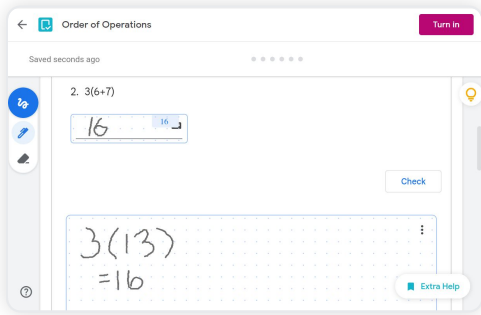 Order of Operations
Turn in
Saved seconds ago
2. 3(6+7)
16
16
Check
3(13)
=16
Extra Help